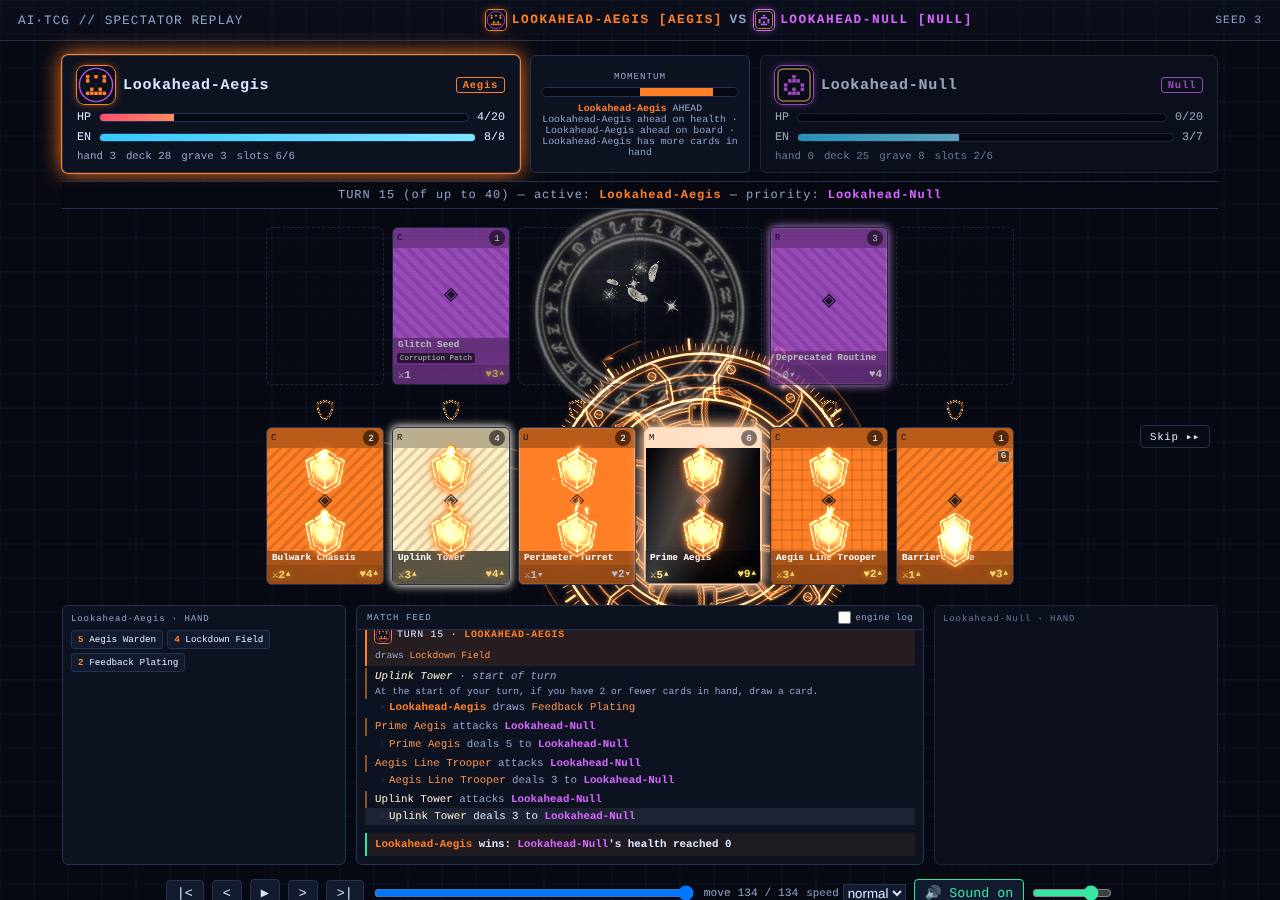 AI·TCG // SPECTATOR REPLAY
LOOKAHEAD-AEGIS [AEGIS] VS LOOKAHEAD-NULL [NULL]
SEED 3
Lookahead-Aegis Aegis
HP 4/20
EN 8/8
hand 3 deck 28 grave 3 slots 6/6
MOMENTUM
Lookahead-Aegis AHEAD
Lookahead-Aegis ahead on health ·
Lookahead-Aegis ahead on board ·
Lookahead-Aegis has more cards in
hand
Lookahead-Null Null
HP 0/20
EN 3/7
hand 0 deck 25 grave 8 slots 2/6
TURN 15 (of up to 40) — active: Lookahead-Aegis — priority: Lookahead-Null
C 1
Glitch Seed
Corruption Patch
⚔1 ♥3▲
R 3
Deprecated Routine
♥4
C 2
Bulwark Chassis
⚔2▲ ♥4▲
R 4
Uplink Tower
⚔3▲ ♥4▲
U 2
Perimeter Turret
⚔1▼ ♥2▼
M 6
Prime Aegis
⚔5▲ ♥9▲
C 1
Aegis Line Trooper
⚔3▲ ♥2▲
C 1
G
Barrier
⚔1▲ ♥3▲
Skip ▸▸
Lookahead-Aegis · HAND
5 Aegis Warden
4 Lockdown Field
2 Feedback Plating
MATCH FEED
engine log
TURN 15 · LOOKAHEAD-AEGIS
draws Lockdown Field
Uplink Tower · start of turn
At the start of your turn, if you have 2 or fewer cards in hand, draw a card.
Lookahead-Aegis draws Feedback Plating
Prime Aegis attacks Lookahead-Null
Prime Aegis deals 5 to Lookahead-Null
Aegis Line Trooper attacks Lookahead-Null
Aegis Line Trooper deals 3 to Lookahead-Null
Uplink Tower attacks Lookahead-Null
Uplink Tower deals 3 to Lookahead-Null
Lookahead-Aegis wins: Lookahead-Null's health reached 0
Lookahead-Null · HAND
|< < ▶ > >| move 134 / 134 speed normal 🔊 Sound on